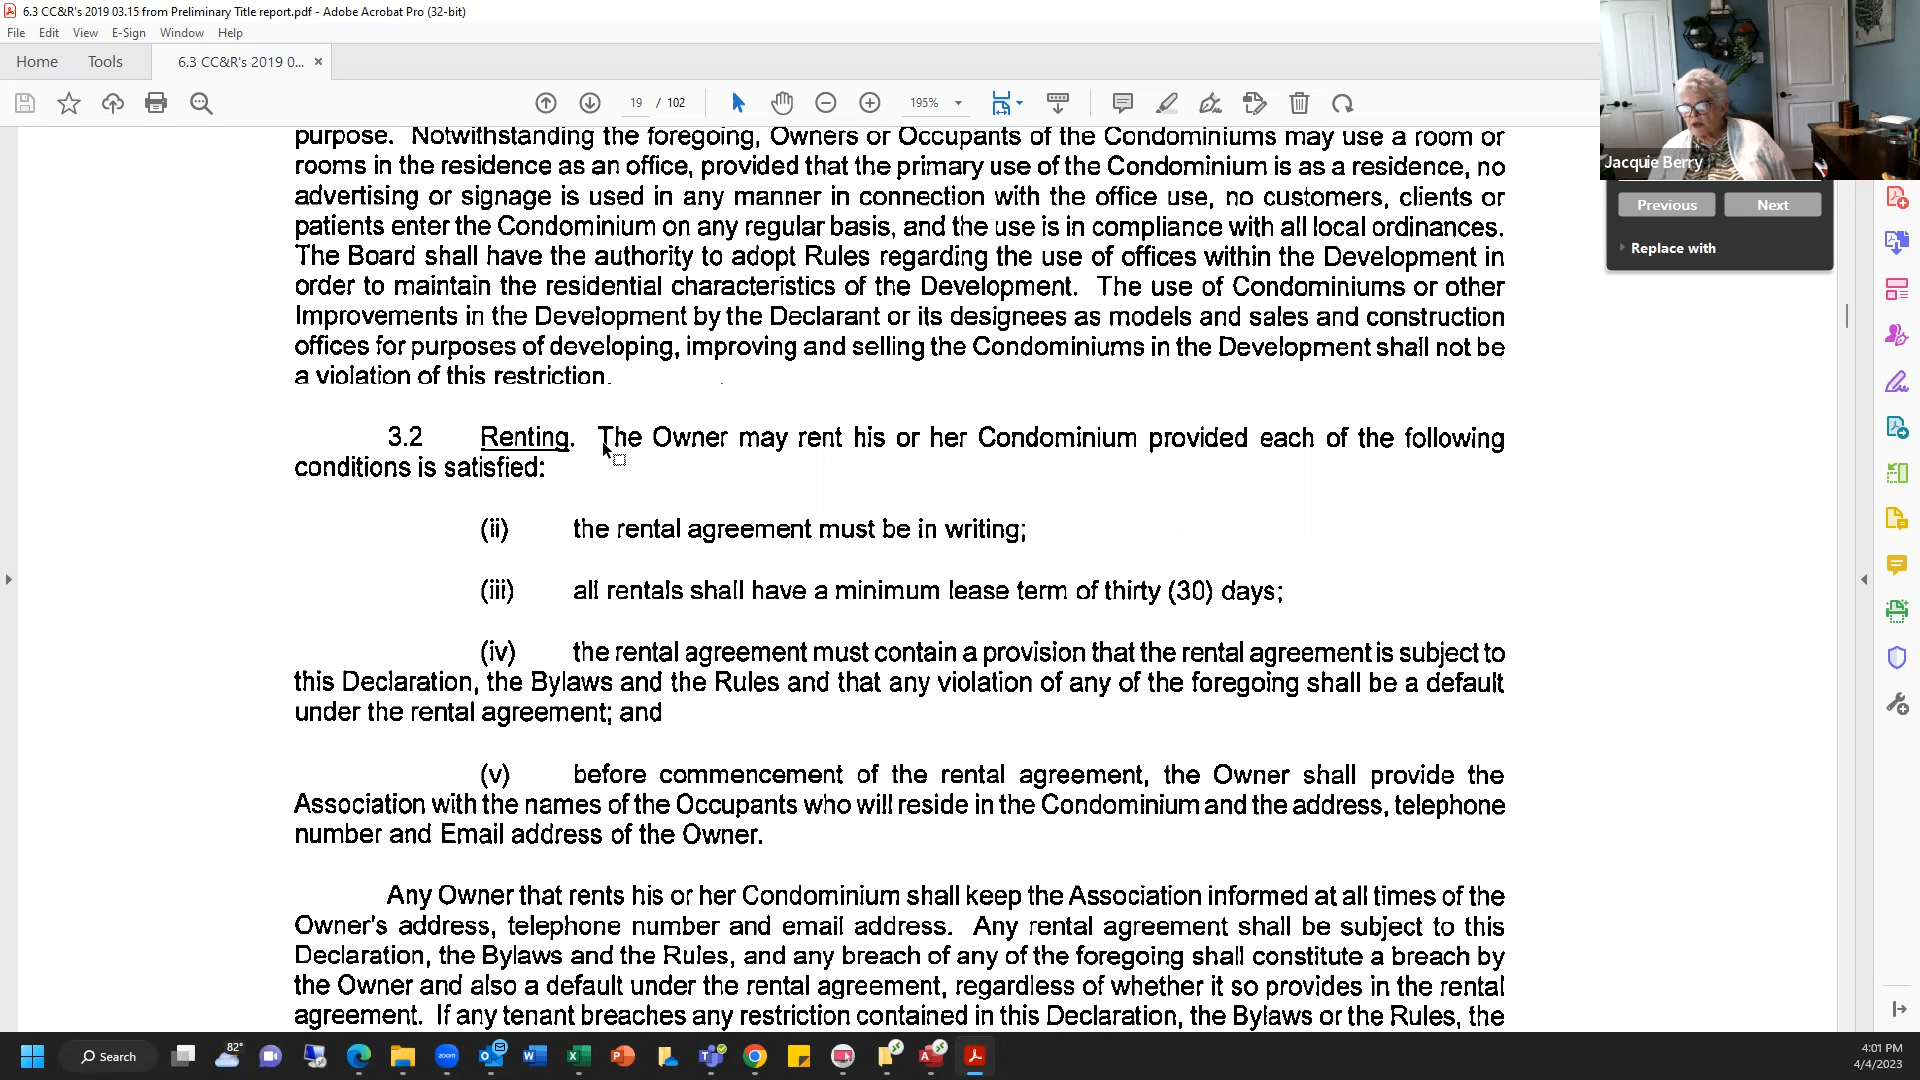 6.3 CC&R's 2019 03.15 from Preliminary Title report.pdf - Adobe Acrobat Pro (32-bit)
File Edit View E-Sign Window Help
Home Tools 6.3 CC&R's 2019 0... ×
19 / 102 195%
Jacquie Berry
Previous Next
Replace with
purpose. Notwithstanding the foregoing, Owners or Occupants of the Condominiums may use a room or
rooms in the residence as an office, provided that the primary use of the Condominium is as a residence, no
advertising or signage is used in any manner in connection with the office use, no customers, clients or
patients enter the Condominium on any regular basis, and the use is in compliance with all local ordinances.
The Board shall have the authority to adopt Rules regarding the use of offices within the Development in
order to maintain the residential characteristics of the Development. The use of Condominiums or other
Improvements in the Development by the Declarant or its designees as models and sales and construction
offices for purposes of developing, improving and selling the Condominiums in the Development shall not be
a violation of this restriction.
3.2 Renting. The Owner may rent his or her Condominium provided each of the following
conditions is satisfied:
(ii) the rental agreement must be in writing;
(iii) all rentals shall have a minimum lease term of thirty (30) days;
(iv) the rental agreement must contain a provision that the rental agreement is subject to
this Declaration, the Bylaws and the Rules and that any violation of any of the foregoing shall be a default
under the rental agreement; and
(v) before commencement of the rental agreement, the Owner shall provide the
Association with the names of the Occupants who will reside in the Condominium and the address, telephone
number and Email address of the Owner.
Any Owner that rents his or her Condominium shall keep the Association informed at all times of the
Owner's address, telephone number and email address. Any rental agreement shall be subject to this
Declaration, the Bylaws and the Rules, and any breach of any of the foregoing shall constitute a breach by
the Owner and also a default under the rental agreement, regardless of whether it so provides in the rental
agreement. If any tenant breaches any restriction contained in this Declaration, the Bylaws or the Rules, the
Search
82°
zoom
4:01 PM
4/4/2023